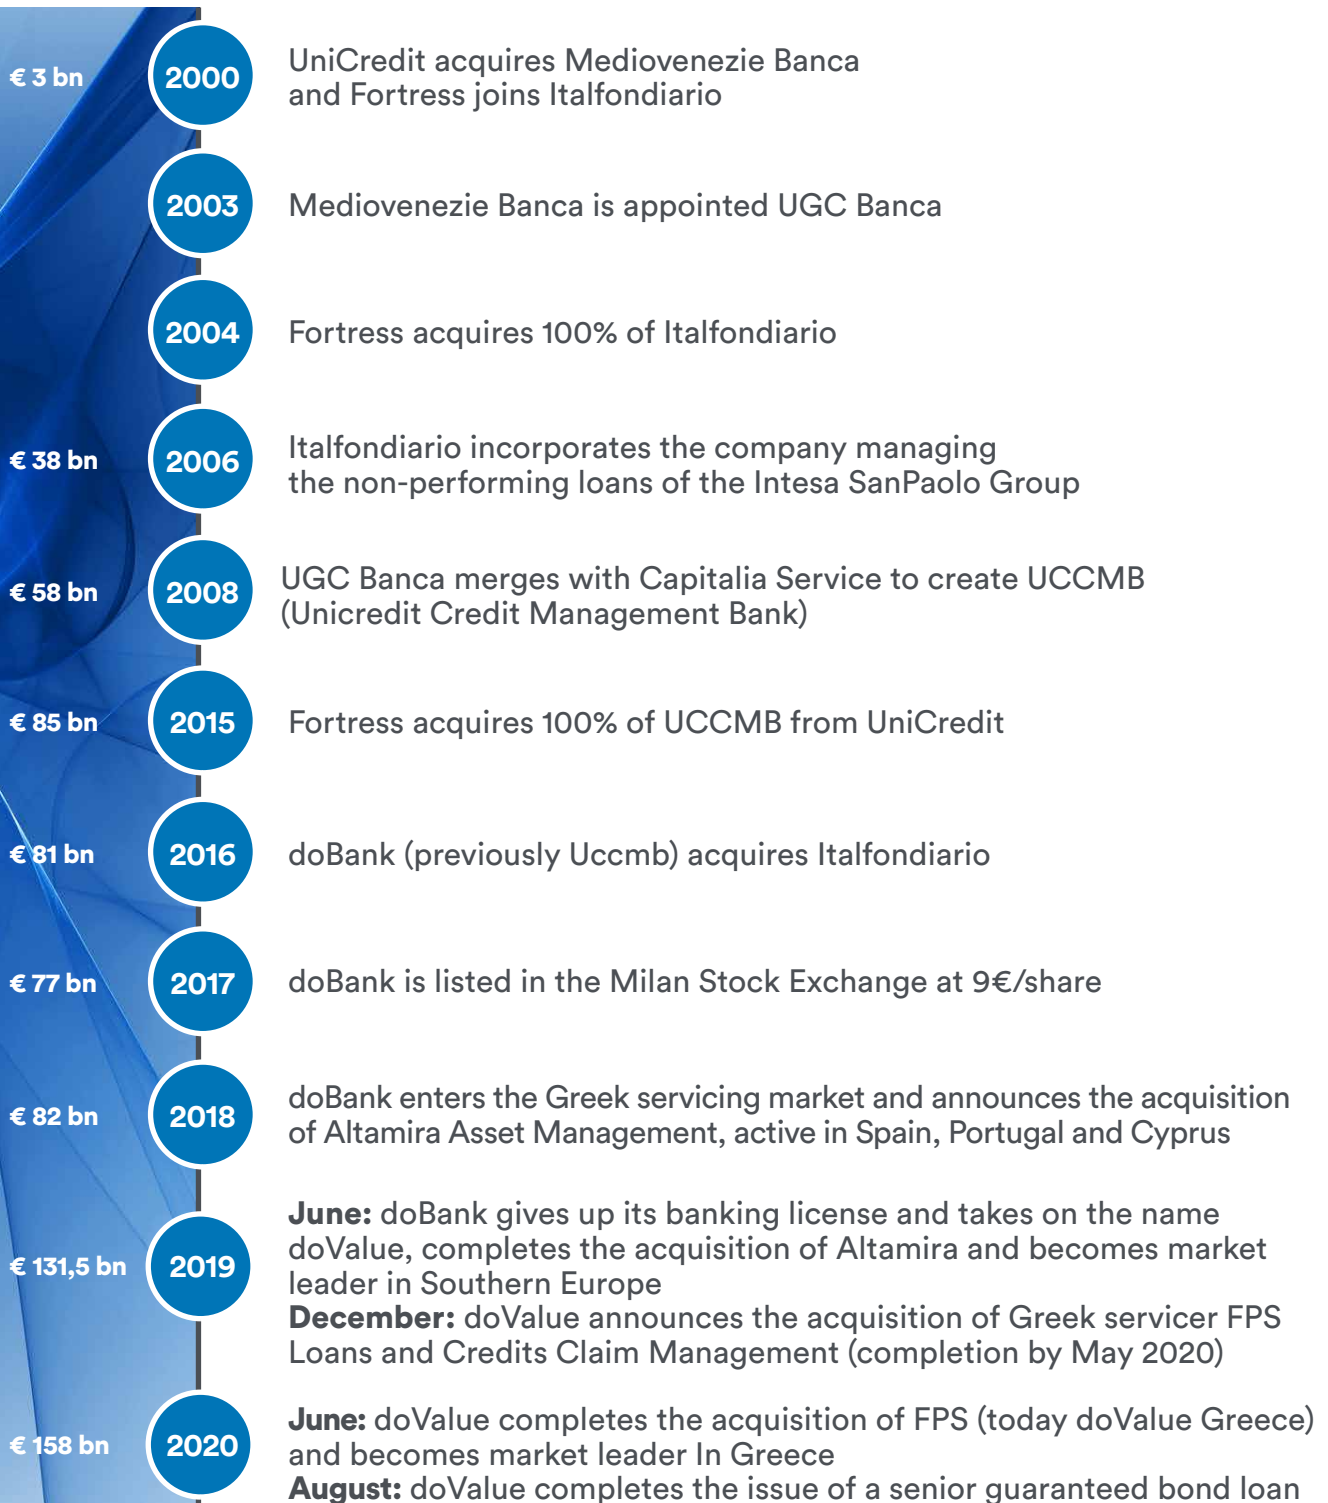 € 3 bn
2000
UniCredit acquires Mediovenezie Banca
and Fortress joins Italfondiario
2003
Mediovenezie Banca is appointed UGC Banca
2004
Fortress acquires 100% of Italfondiario
€ 38 bn
2006
Italfondiario incorporates the company managing
the non-performing loans of the Intesa SanPaolo Group
€ 58 bn
2008
UGC Banca merges with Capitalia Service to create UCCMB
(Unicredit Credit Management Bank)
€ 85 bn
2015
Fortress acquires 100% of UCCMB from UniCredit
€ 81 bn
2016
doBank (previously Uccmb) acquires Italfondiario
€ 77 bn
2017
doBank is listed in the Milan Stock Exchange at 9€/share
€ 82 bn
2018
doBank enters the Greek servicing market and announces the acquisition
of Altamira Asset Management, active in Spain, Portugal and Cyprus
€ 131,5 bn
2019
June: doBank gives up its banking license and takes on the name
doValue, completes the acquisition of Altamira and becomes market
leader in Southern Europe
December: doValue announces the acquisition of Greek servicer FPS
Loans and Credits Claim Management (completion by May 2020)
€ 158 bn
2020
June: doValue completes the acquisition of FPS (today doValue Greece)
and becomes market leader In Greece
August: doValue completes the issue of a senior guaranteed bond loan